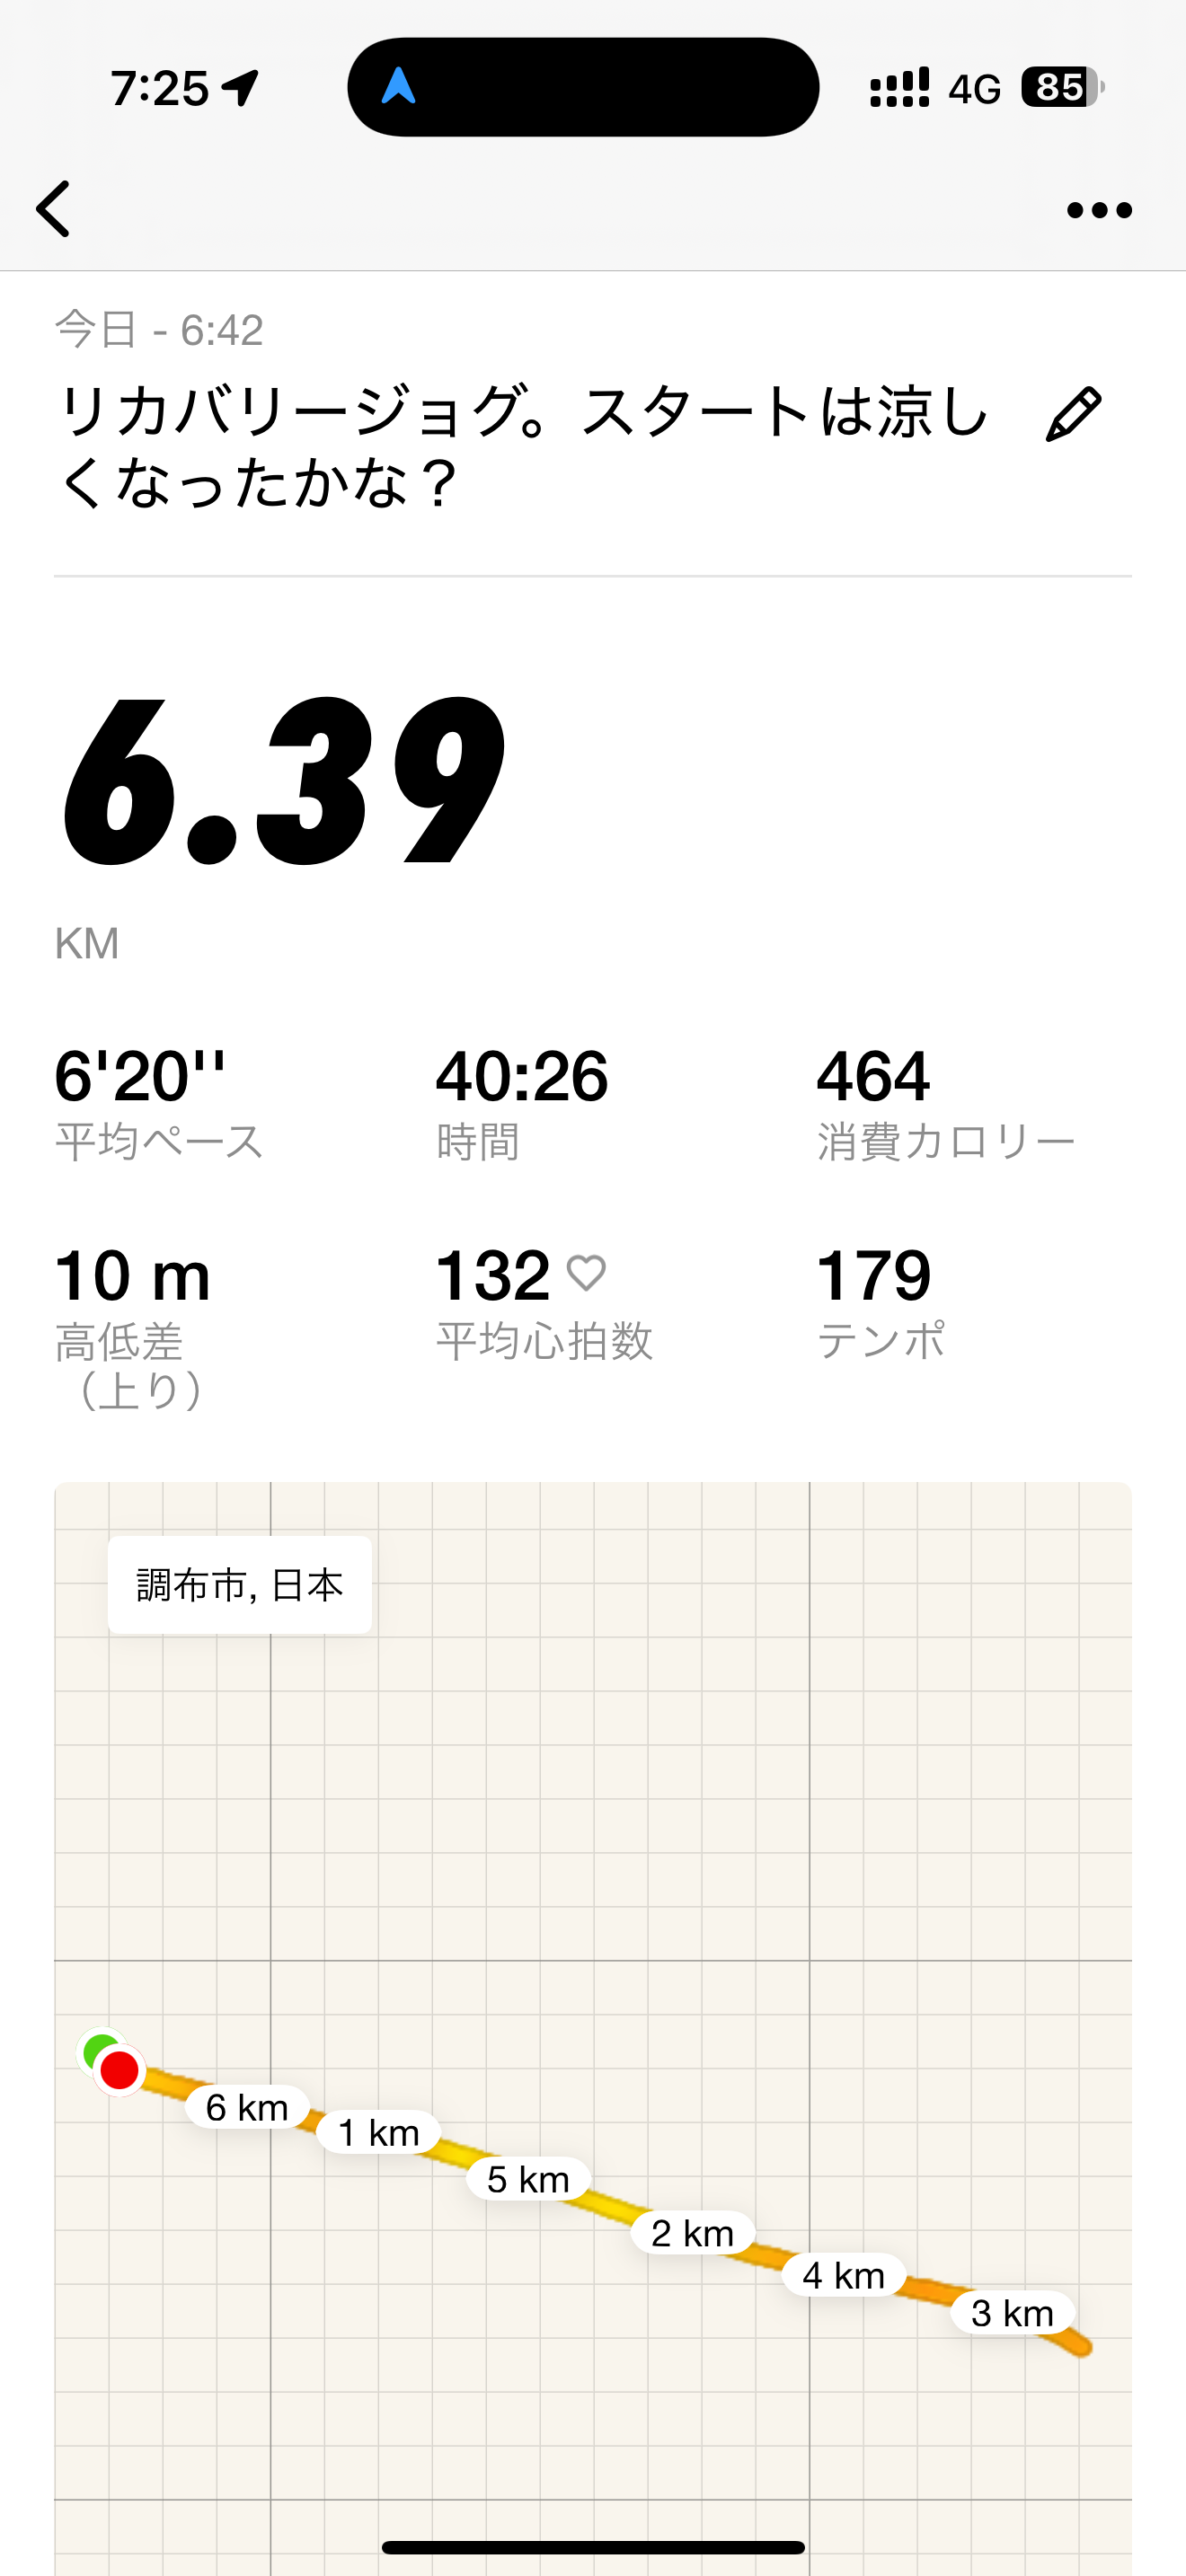 7:25
4G
85
今日 - 6:42
リカバリージョグ。スタートは涼し
くなったかな？
6.39
KM
6'20''
40:26
464
平均ペース
時間
消費カロリー
10 m
132
179
高低差
（上り）
平均心拍数
テンポ
調布市, 日本
6 km
1 km
5 km
2 km
4 km
3 km